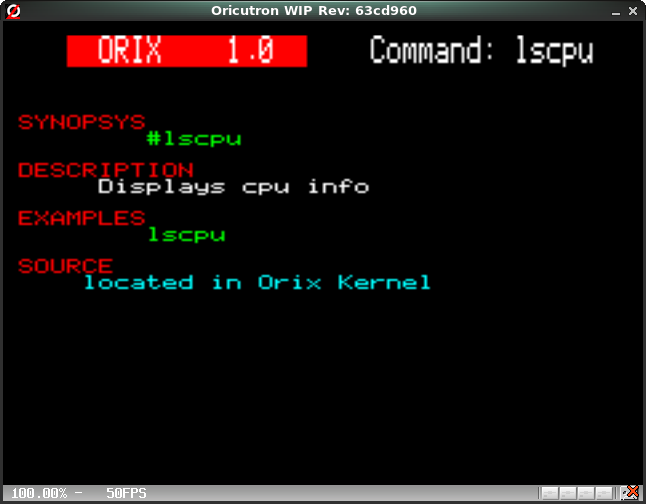 Oricutron WIP Rev: 63cd960
ORIX 1.0 Command: lscpu
SYNOPSYS
#lscpu
DESCRIPTION
Displays cpu info
EXAMPLES
lscpu
SOURCE
located in Orix Kernel
100.00% - 50FPS